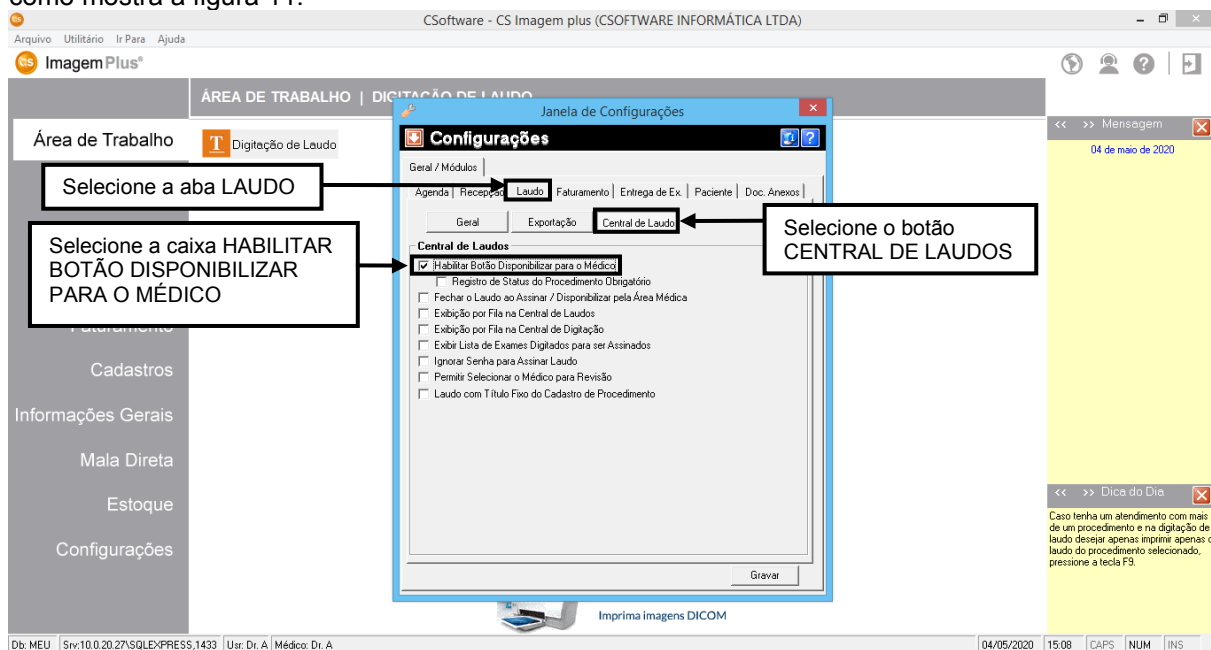 como mostra a figura 11.
CSoftware - CS Imagem plus (CSOFTWARE INFORMÁTICA LTDA)
Arquivo Utilitário Ir Para Ajuda
cs ImagemPlus®
ÁREA DE TRABALHO | DIGITAÇÃO DE LAUDO
Janela de Configurações
<< >> Mensagem
Área de Trabalho
T Digitação de Laudo
Configurações
04 de maio de 2020
Geral / Módulos
Selecione a aba LAUDO
Agenda Recepção Laudo Faturamento Entrega de Ex. Paciente Doc. Anexos
Geral Exportação Central de Laudo
Selecione o botão
CENTRAL DE LAUDOS
Selecione a caixa HABILITAR
BOTÃO DISPONIBILIZAR
PARA O MÉDICO
Central de Laudos
Habilitar Botão Disponibilizar para o Médico
Registro de Status do Procedimento Obrigatório
Fechar o Laudo ao Assinar / Disponibilizar pela Área Médica
Exibição por Fila na Central de Laudos
Exibição por Fila na Central de Digitação
Exibir Lista de Exames Digitados para ser Assinados
Ignorar Senha para Assinar Laudo
Permitir Selecionar o Médico para Revisão
Laudo com Título Fixo do Cadastro de Procedimento
Faturamento
Cadastros
Informações Gerais
Mala Direta
Estoque
Configurações
<< >> Dica do Dia
Caso tenha um atendimento com mais
de um procedimento e na digitação de
laudo desejar apenas imprimir apenas o
laudo do procedimento selecionado,
pressione a tecla F9.
Gravar
Imprima imagens DICOM
Db: MEU Srv:10.0.20.27\SQLEXPRESS,1433 Usr: Dr. A Médico: Dr. A 04/05/2020 15:08 CAPS NUM INS